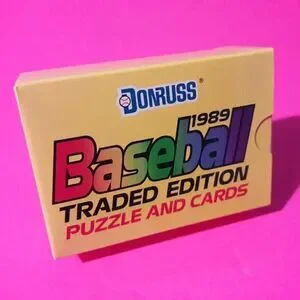 DONRUSS
1989
Baseball
TRADED EDITION
PUZZLE AND CARDS